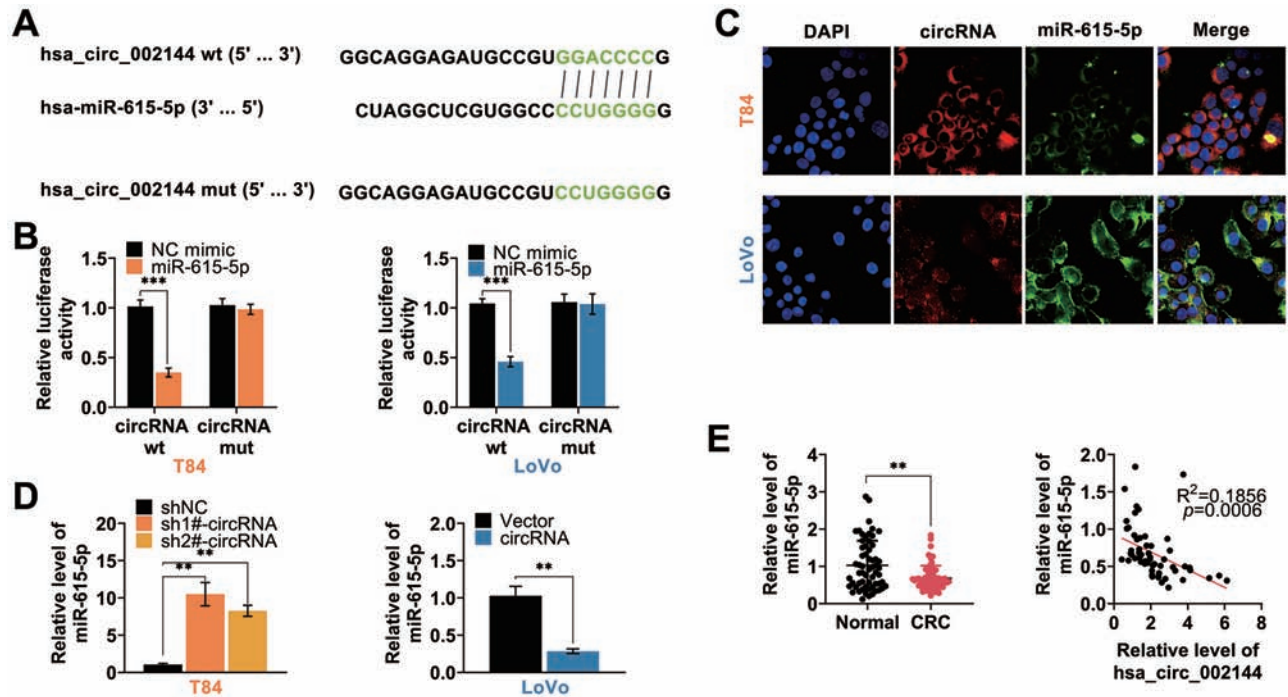 A
hsa_circ_002144 wt (5' ... 3') GGCAGGAGAUGCCGUGGACCCCG
hsa-miR-615-5p (3' ... 5') CUAGGCUCGUGGCCCCUGGGGG
hsa_circ_002144 mut (5' ... 3') GGCAGGAGAUGCCGUCCUGGGGG
B
NC mimic
miR-615-5p
***
Relative luciferase
activity
1.5
1.0
0.5
0.0
circRNA circRNA
wt mut
T84
NC mimic
miR-615-5p
***
Relative luciferase
activity
1.5
1.0
0.5
0.0
circRNA circRNA
wt mut
LoVo
C
DAPI circRNA miR-615-5p Merge
T84
LoVo
D
shNC
sh1#-circRNA
sh2#-circRNA
**
**
Relative level of
miR-615-5p
20
15
10
5
0
T84
Vector
circRNA
**
Relative level of
miR-615-5p
1.5
1.0
0.5
0.0
LoVo
E
**
Relative level of
miR-615-5p
4
3
2
1
0
Normal CRC
R²=0.1856
p=0.0006
Relative level of
miR-615-5p
2.0
1.5
1.0
0.5
0.0
0 2 4 6 8
Relative level of
hsa_circ_002144